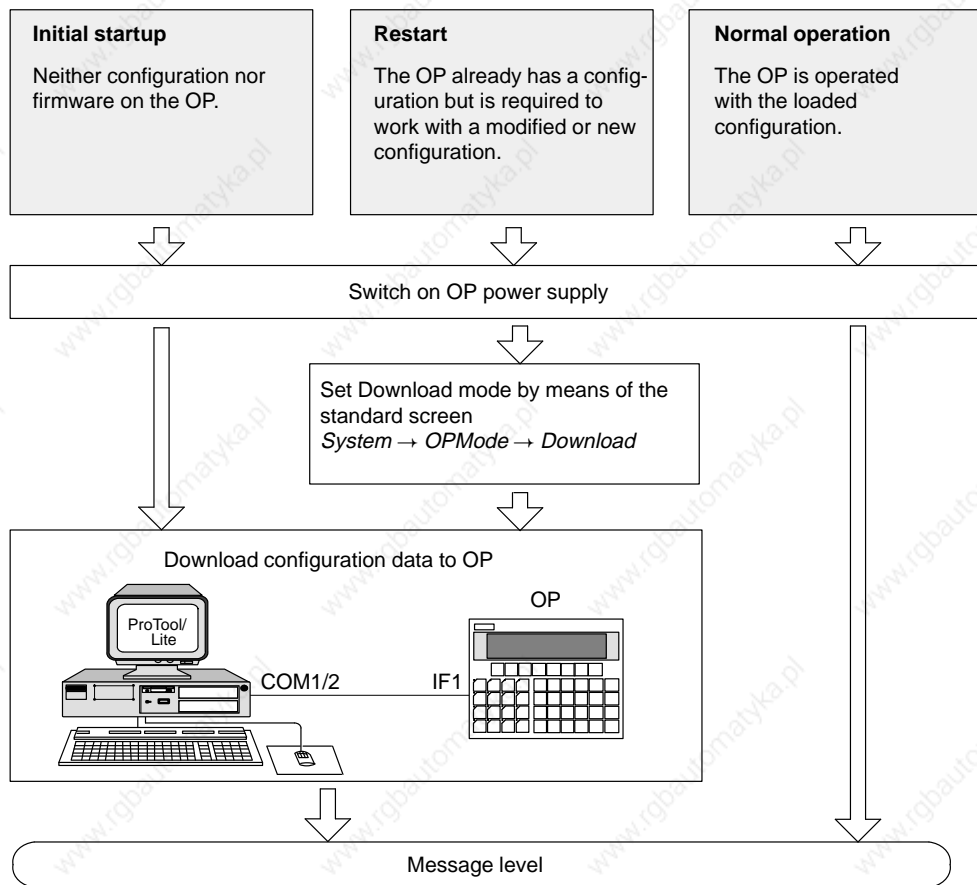 Initial startup
Neither configuration nor
firmware on the OP.
Restart
The OP already has a config-
uration but is required to
work with a modified or new
configuration.
Normal operation
The OP is operated
with the loaded
configuration.
Switch on OP power supply
Set Download mode by means of the
standard screen
System → OPMode → Download
Download configuration data to OP
ProTool/
Lite
COM1/2
IF1
OP
Message level
www.rgbautomatyka.pl